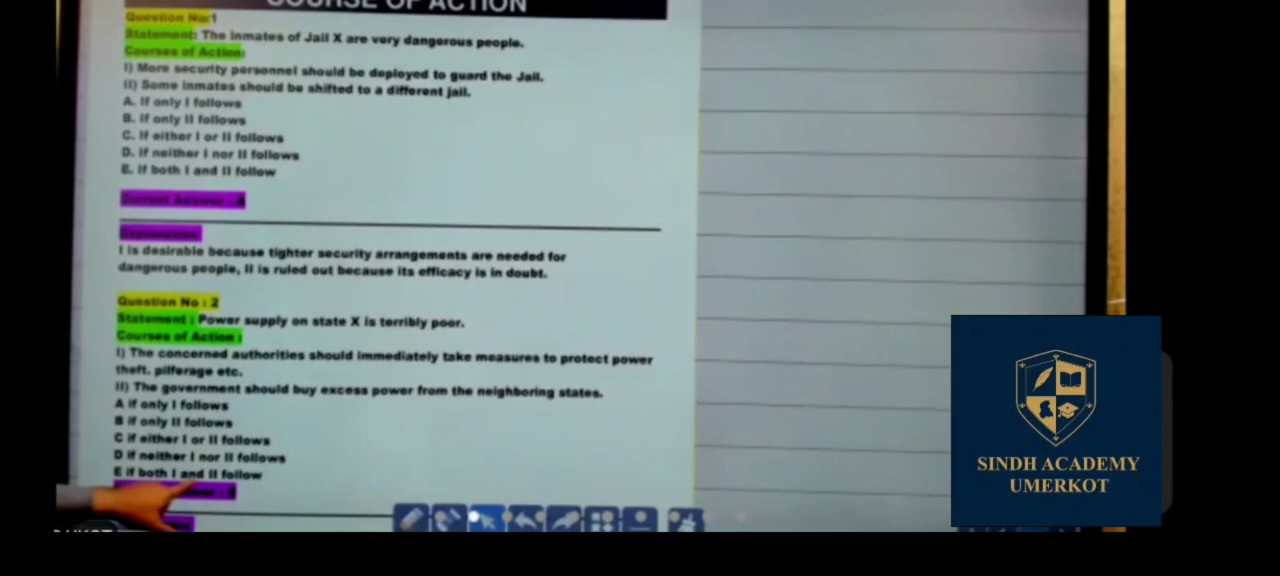 COURSE OF ACTION
Question No:1
Statement: The inmates of Jail X are very dangerous people.
Courses of Action:
I) More security personnel should be deployed to guard the Jail.
II) Some inmates should be shifted to a different jail.
A. If only I follows
B. If only II follows
C. If either I or II follows
D. If neither I nor II follows
E. If both I and II follow
Correct Answer : A
Explanation
I is desirable because tighter security arrangements are needed for
dangerous people, II is ruled out because its efficacy is in doubt.
Question No : 2
Statement : Power supply on state X is terribly poor.
Courses of Action :
I) The concerned authorities should immediately take measures to protect power
theft. pilferage etc.
II) The government should buy excess power from the neighboring states.
A if only I follows
B if only II follows
C if either I or II follows
D if neither I nor II follows
E if both I and II follow
SINDH ACADEMY
UMERKOT